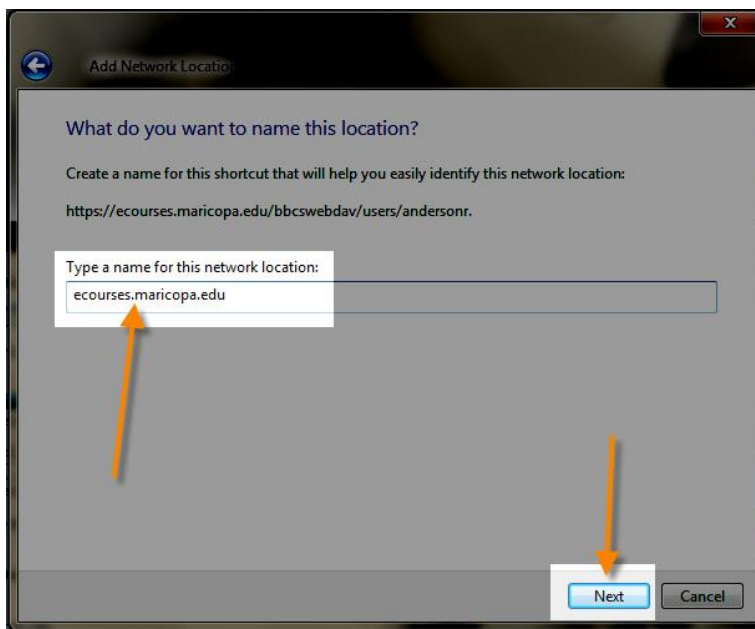 Add Network Location
What do you want to name this location?
Create a name for this shortcut that will help you easily identify this network location:
https://ecourses.maricopa.edu/bbcswebdav/users/andersonr.
Type a name for this network location:
ecourses.maricopa.edu
Next
Cancel